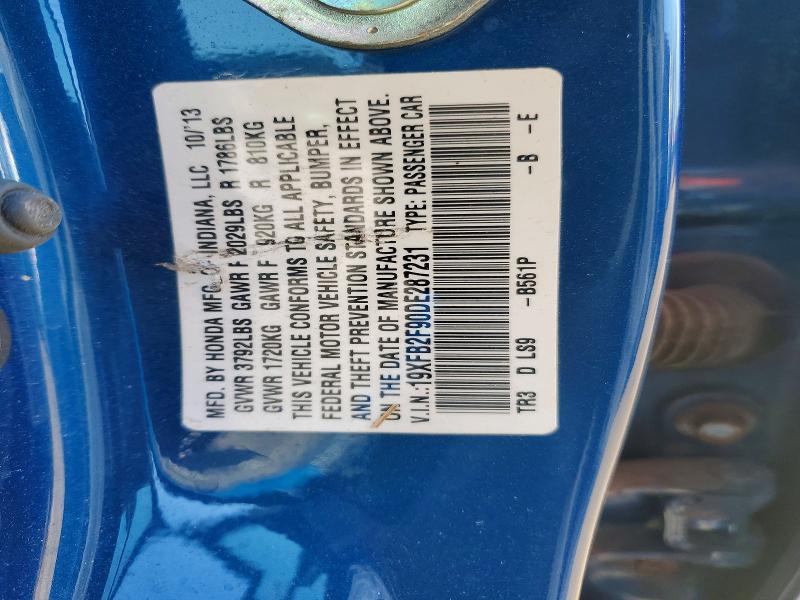 MFD. BY HONDA MFG. OF INDIANA, LLC 10/'13
GVWR 3792LBS GAWR F 2029LBS R 1786LBS
GVWR 1720KG GAWR F 920KG R 810KG
THIS VEHICLE CONFORMS TO ALL APPLICABLE
FEDERAL MOTOR VEHICLE SAFETY, BUMPER,
AND THEFT PREVENTION STANDARDS IN EFFECT
ON THE DATE OF MANUFACTURE SHOWN ABOVE.
V.I.N.:19XFB2F90DE287231 TYPE: PASSENGER CAR
TR3 D LS9 -B561P -B -E